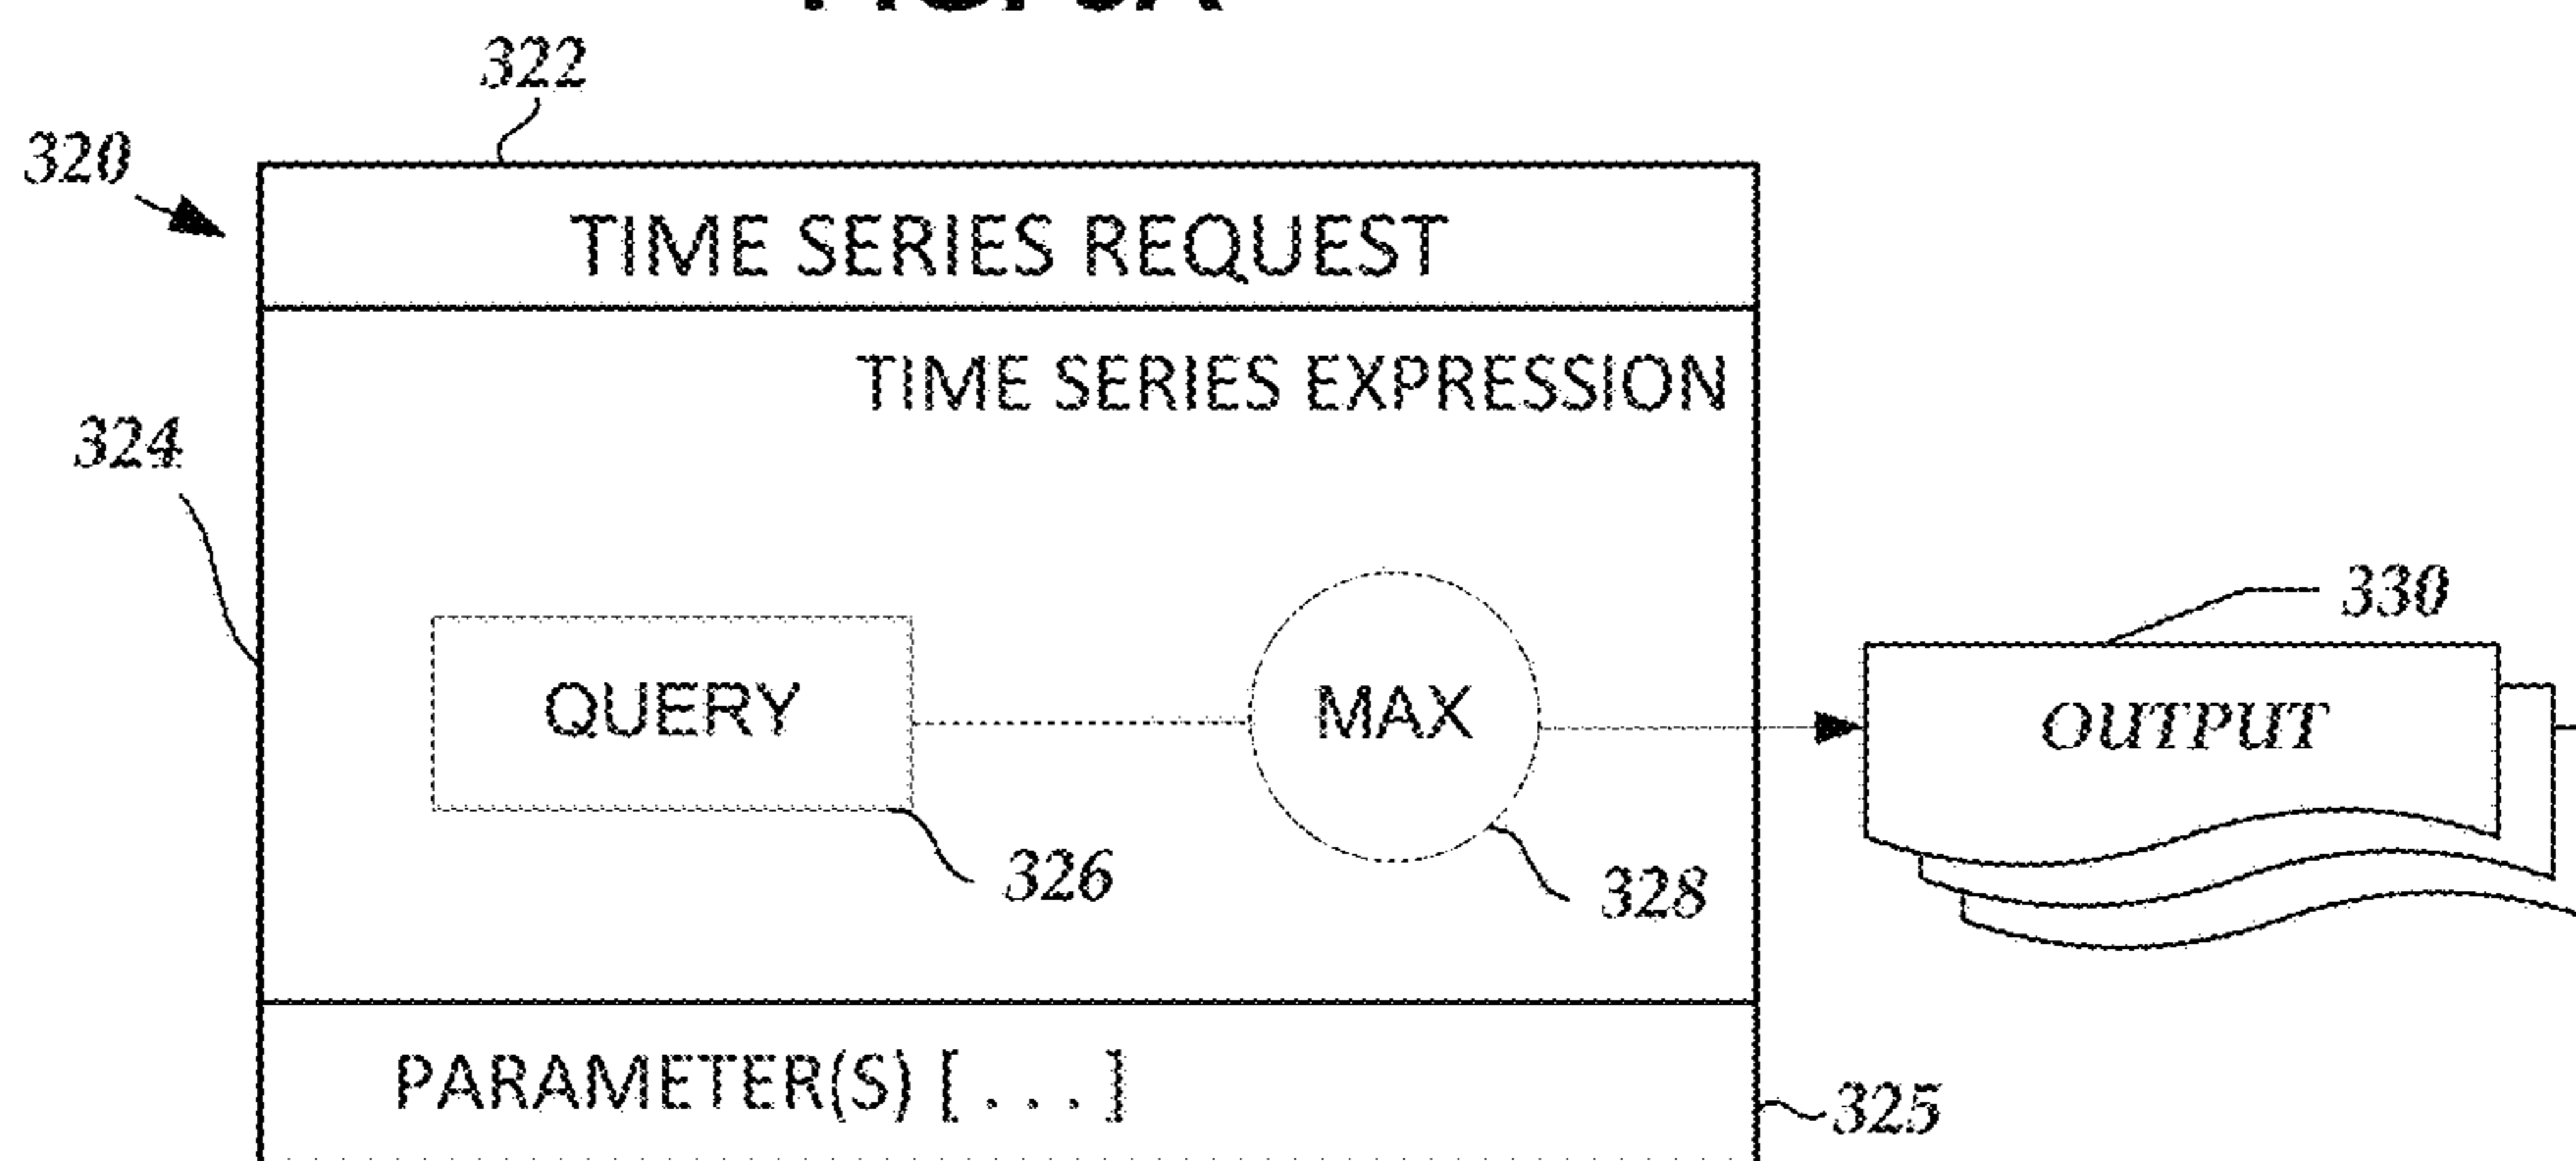 322
320
TIME SERIES REQUEST
TIME SERIES EXPRESSION
324
330
QUERY
MAX
OUTPUT
326
328
PARAMETER(S) [ . . . ]
325